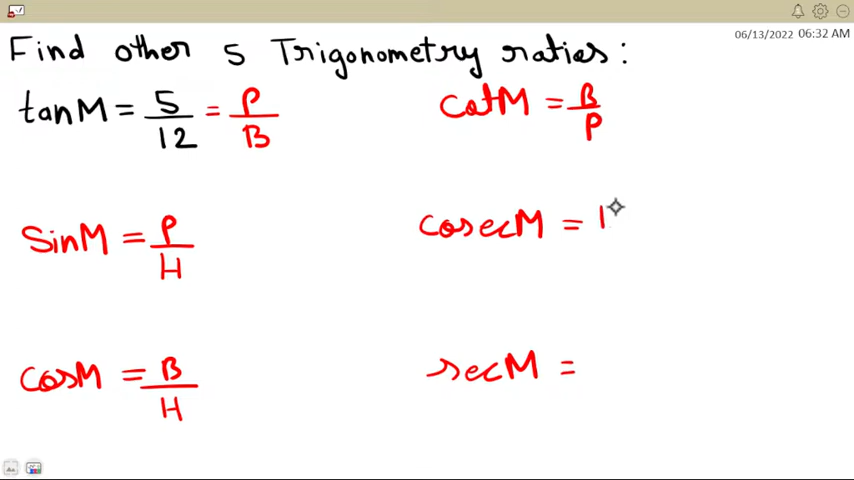 06/13/2022 06:32 AM
Find other 5 Trigonometry ratios:
tanM = 5/12 = P/B
cotM = B/P
SinM = P/H
cosecM =
cosM = B/H
secM =